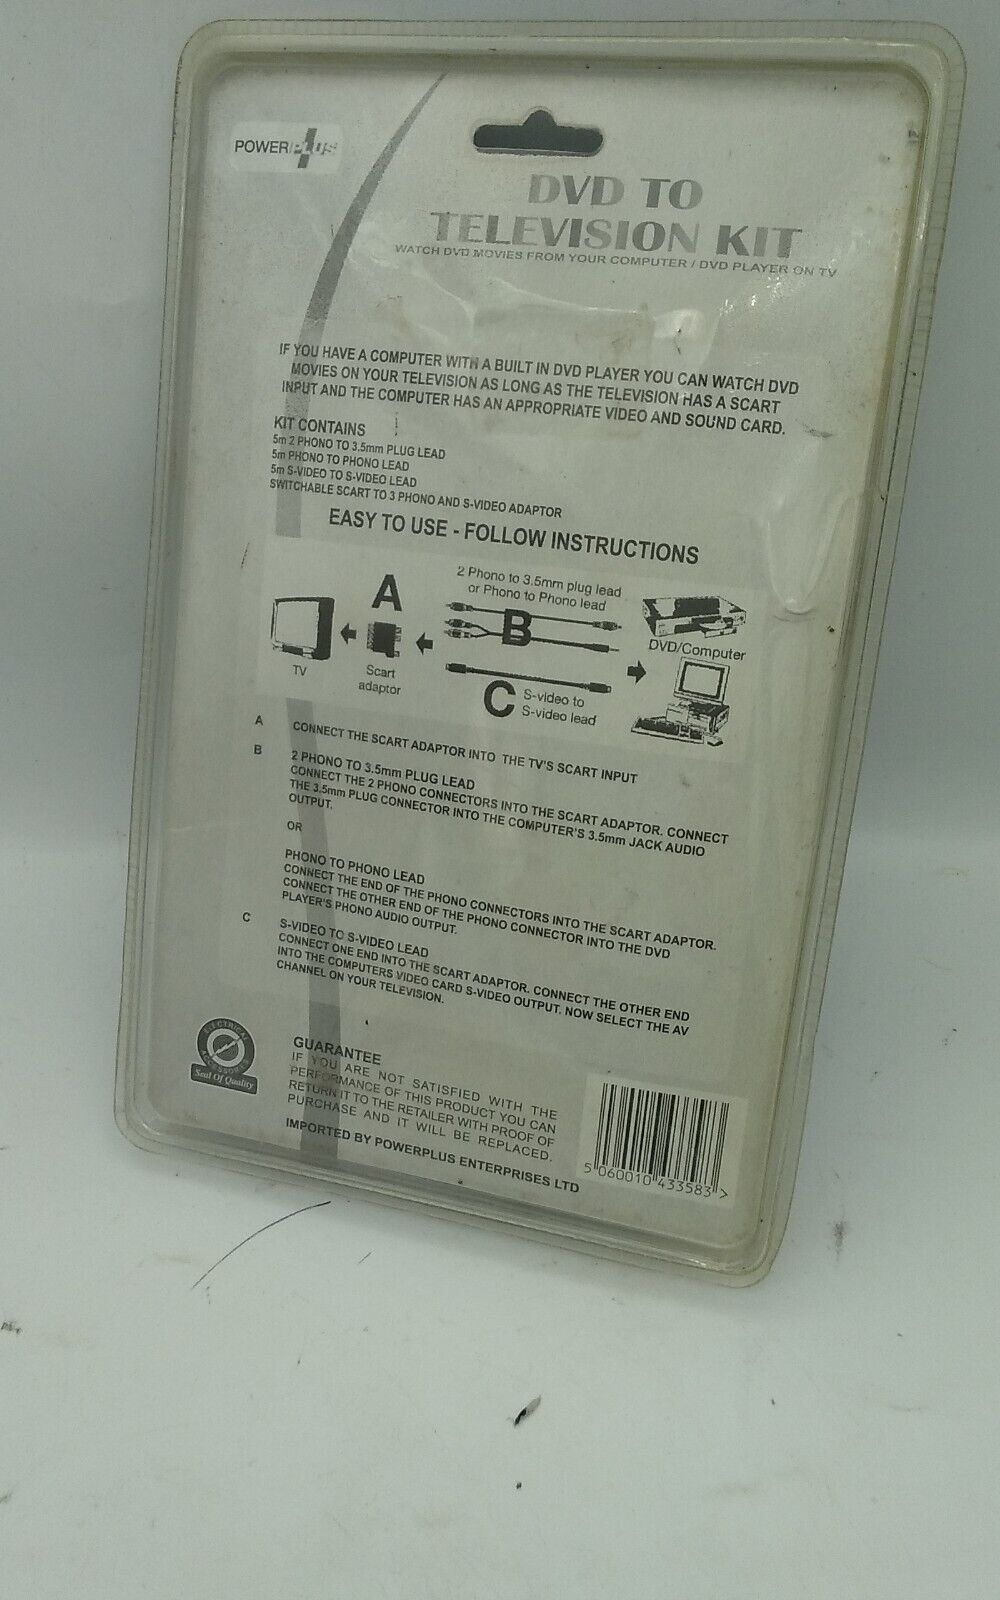 POWERPLUS
DVD TO
TELEVISION KIT
WATCH DVD MOVIES FROM YOUR COMPUTER / DVD PLAYER ON TV
IF YOU HAVE A COMPUTER WITH A BUILT IN DVD PLAYER YOU CAN WATCH DVD
MOVIES ON YOUR TELEVISION AS LONG AS THE TELEVISION HAS A SCART
INPUT AND THE COMPUTER HAS AN APPROPRIATE VIDEO AND SOUND CARD.
KIT CONTAINS
5m 2 PHONO TO 3.5mm PLUG LEAD
5m PHONO TO PHONO LEAD
5m S-VIDEO TO S-VIDEO LEAD
SWITCHABLE SCART TO 3 PHONO AND S-VIDEO ADAPTOR
EASY TO USE - FOLLOW INSTRUCTIONS
2 Phono to 3.5mm plug lead
or Phono to Phono lead
A
B
DVD/Computer
TV
Scart
adaptor
C
S-video to
S-video lead
A CONNECT THE SCART ADAPTOR INTO THE TV'S SCART INPUT
B 2 PHONO TO 3.5mm PLUG LEAD
CONNECT THE 2 PHONO CONNECTORS INTO THE SCART ADAPTOR. CONNECT
THE 3.5mm PLUG CONNECTOR INTO THE COMPUTER'S 3.5mm JACK AUDIO
OUTPUT.
OR
PHONO TO PHONO LEAD
CONNECT THE END OF THE PHONO CONNECTORS INTO THE SCART ADAPTOR.
CONNECT THE OTHER END OF THE PHONO CONNECTOR INTO THE DVD
PLAYER'S PHONO AUDIO OUTPUT.
C S-VIDEO TO S-VIDEO LEAD
CONNECT ONE END INTO THE SCART ADAPTOR. CONNECT THE OTHER END
INTO THE COMPUTERS VIDEO CARD S-VIDEO OUTPUT. NOW SELECT THE AV
CHANNEL ON YOUR TELEVISION.
ELECTRICAL
ACCESSORIES
Seal Of Quality
GUARANTEE
IF YOU ARE NOT SATISFIED WITH THE
PERFORMANCE OF THIS PRODUCT YOU CAN
RETURN IT TO THE RETAILER WITH PROOF OF
PURCHASE AND IT WILL BE REPLACED.
IMPORTED BY POWERPLUS ENTERPRISES LTD
5 060010 433583 >